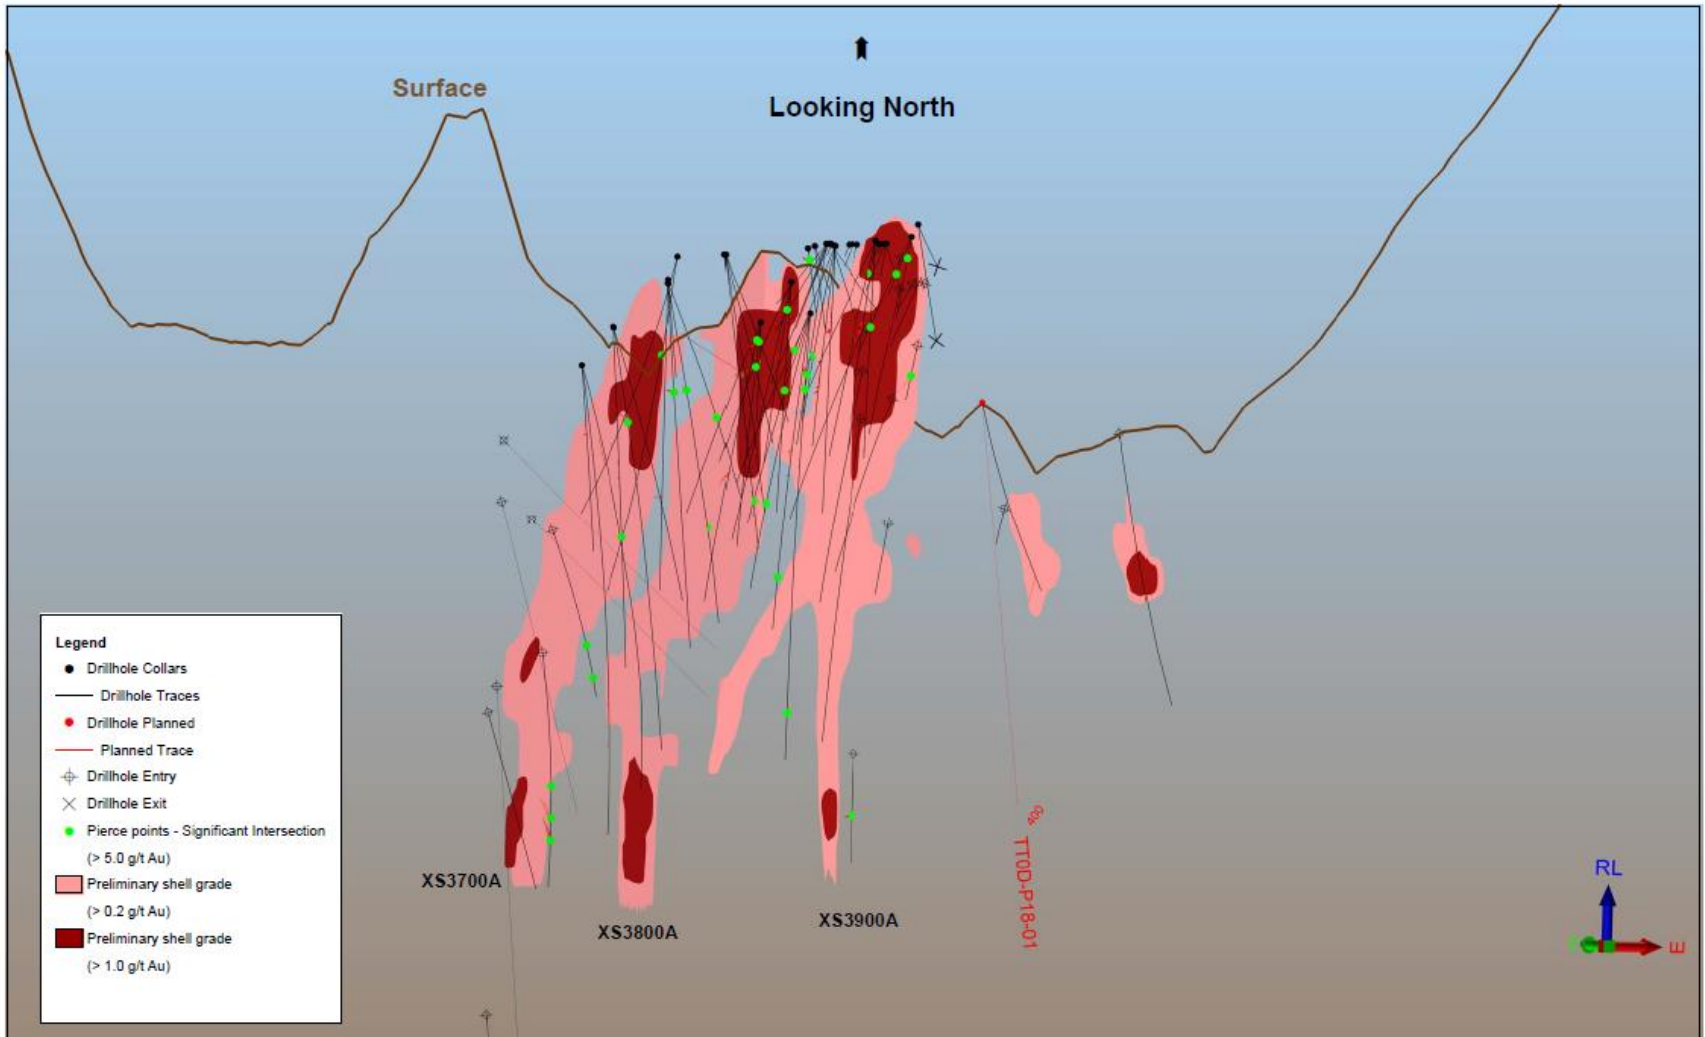 Surface
Looking North
Legend
Drillhole Collars
Drillhole Traces
Drillhole Planned
Planned Trace
Drillhole Entry
Drillhole Exit
Pierce points - Significant Intersection
(> 5.0 g/t Au)
Preliminary shell grade
(> 0.2 g/t Au)
Preliminary shell grade
(> 1.0 g/t Au)
XS3700A
XS3800A
XS3900A
400
TT0D-P18-01
RL
E